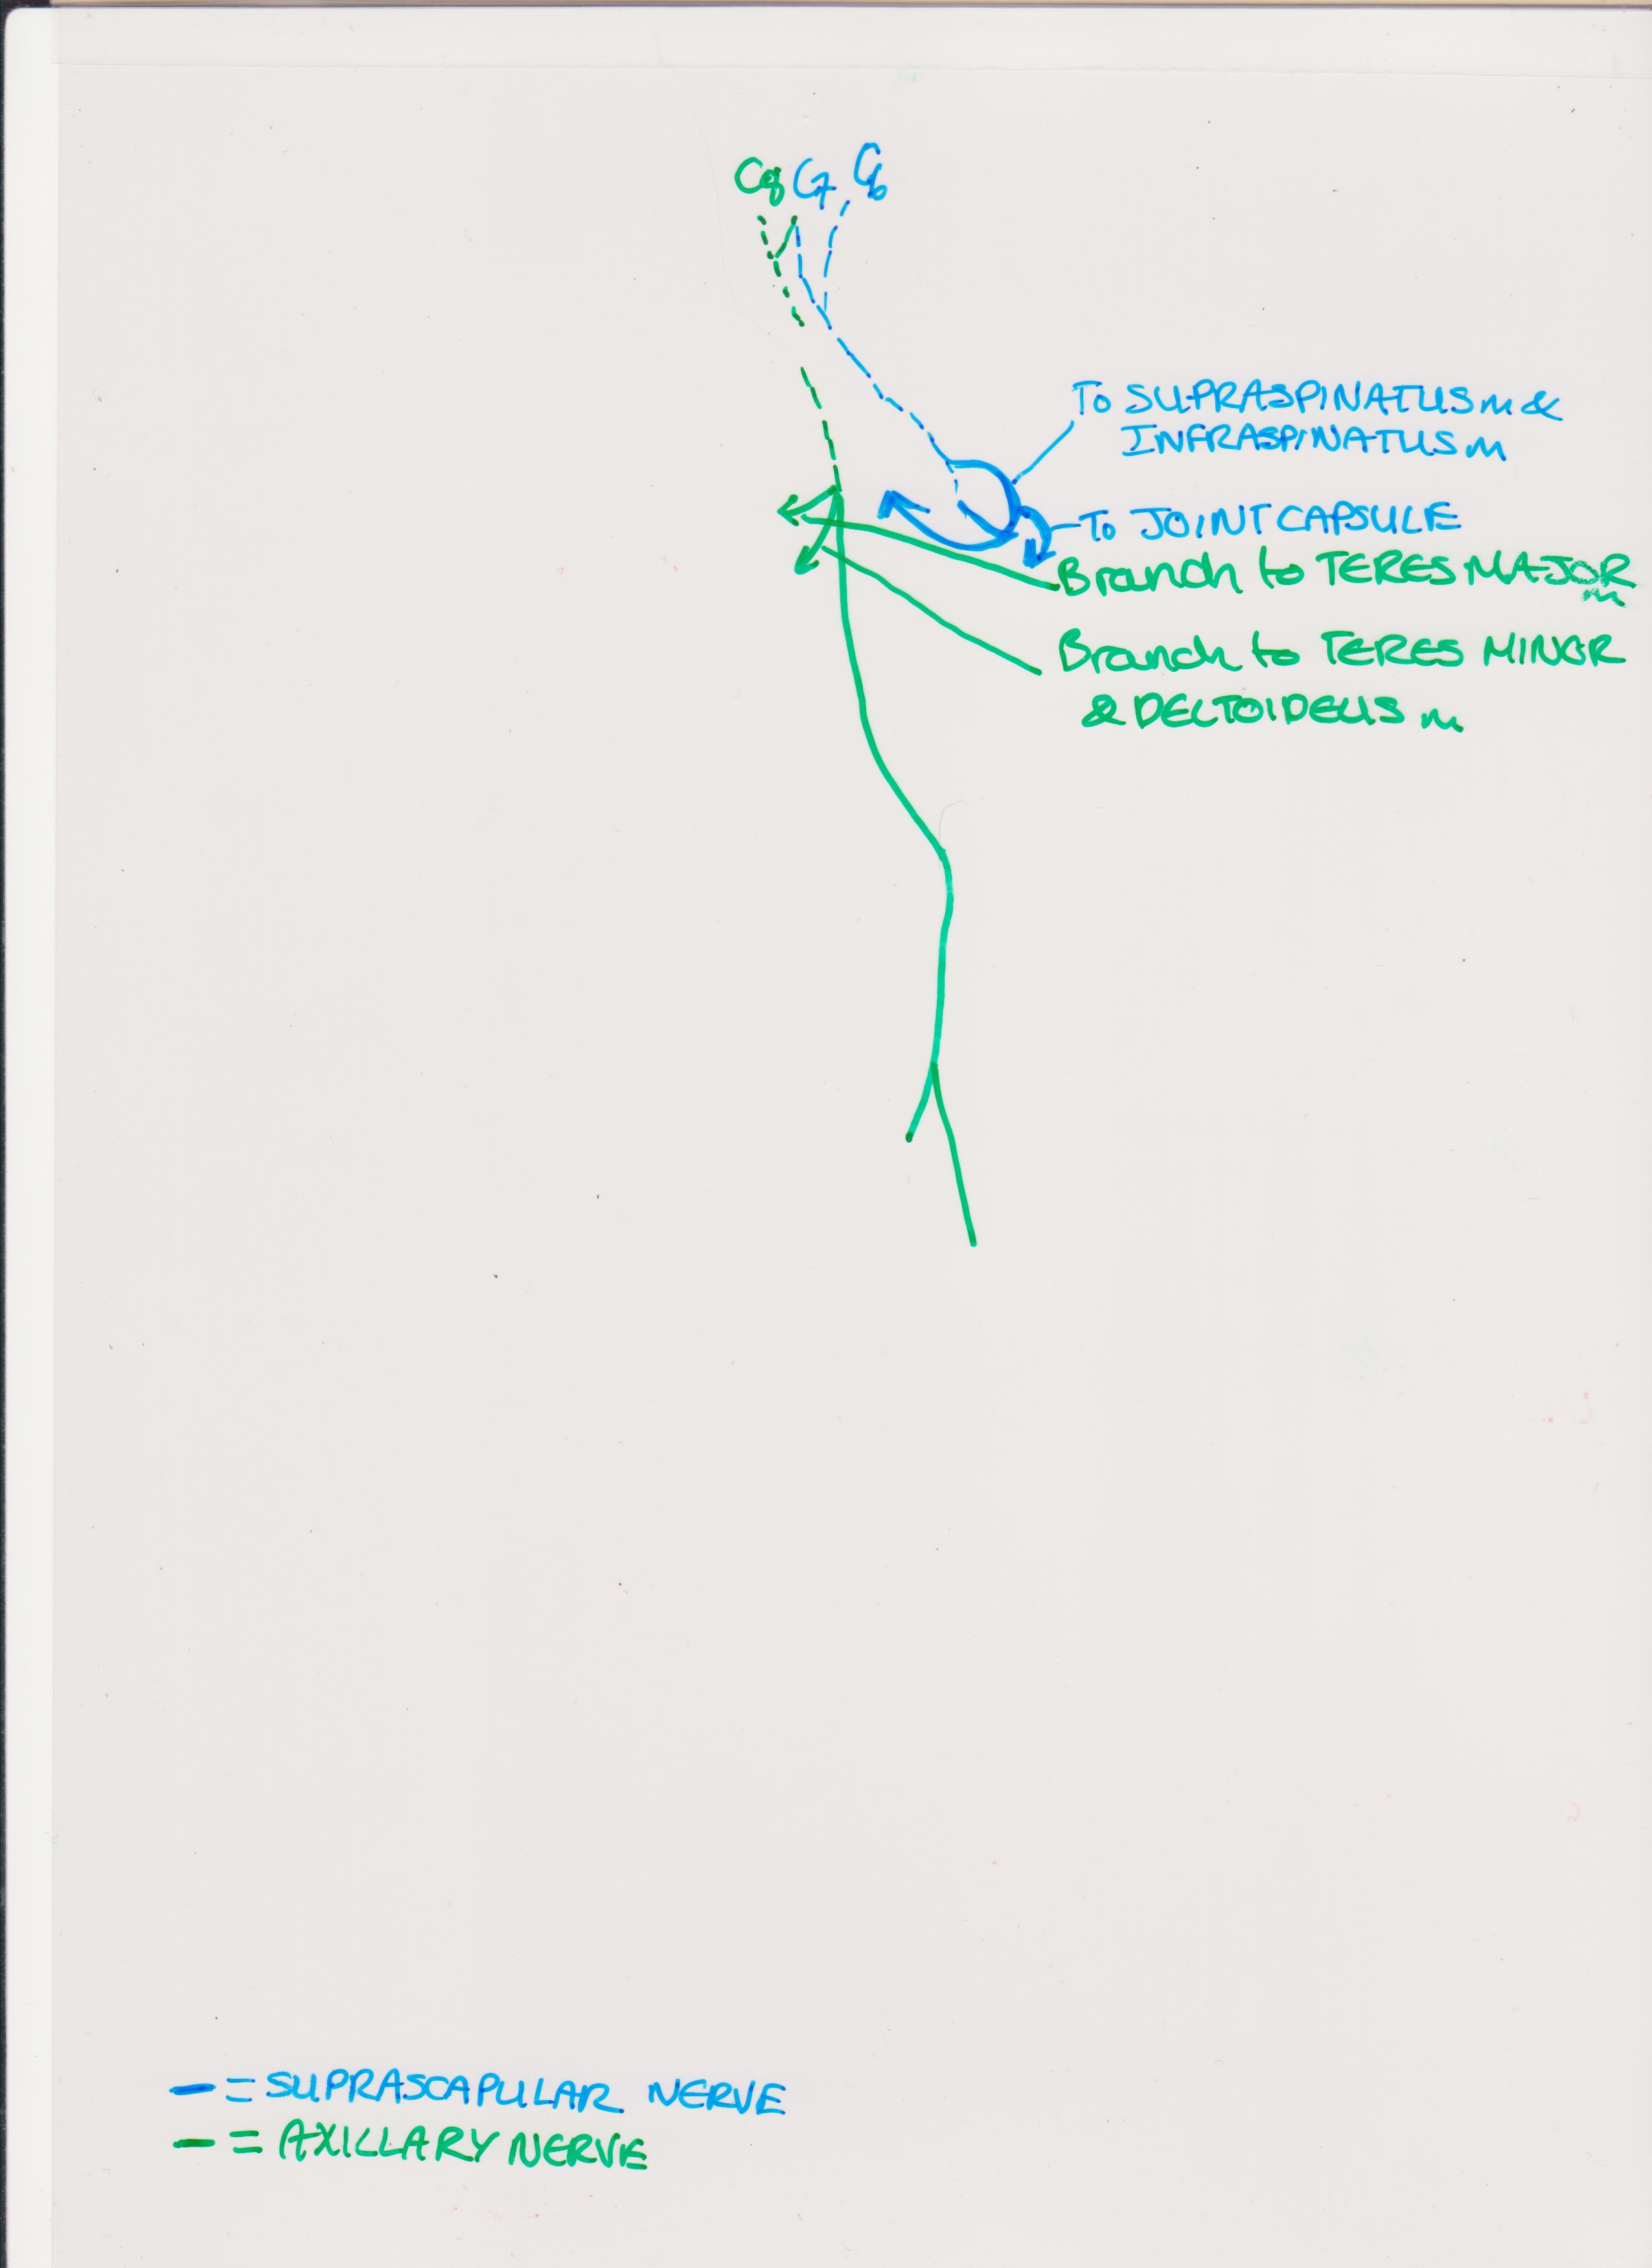 C8 C7 C6
To SUPRASPINATUS m &
INFRASPINATUS m
To JOINT CAPSULE
Branch to TERES MAJOR
m
Branch to TERES MINOR
& DELTOIDEUS m
— = SUPRASCAPULAR NERVE
— = AXILLARY NERVE